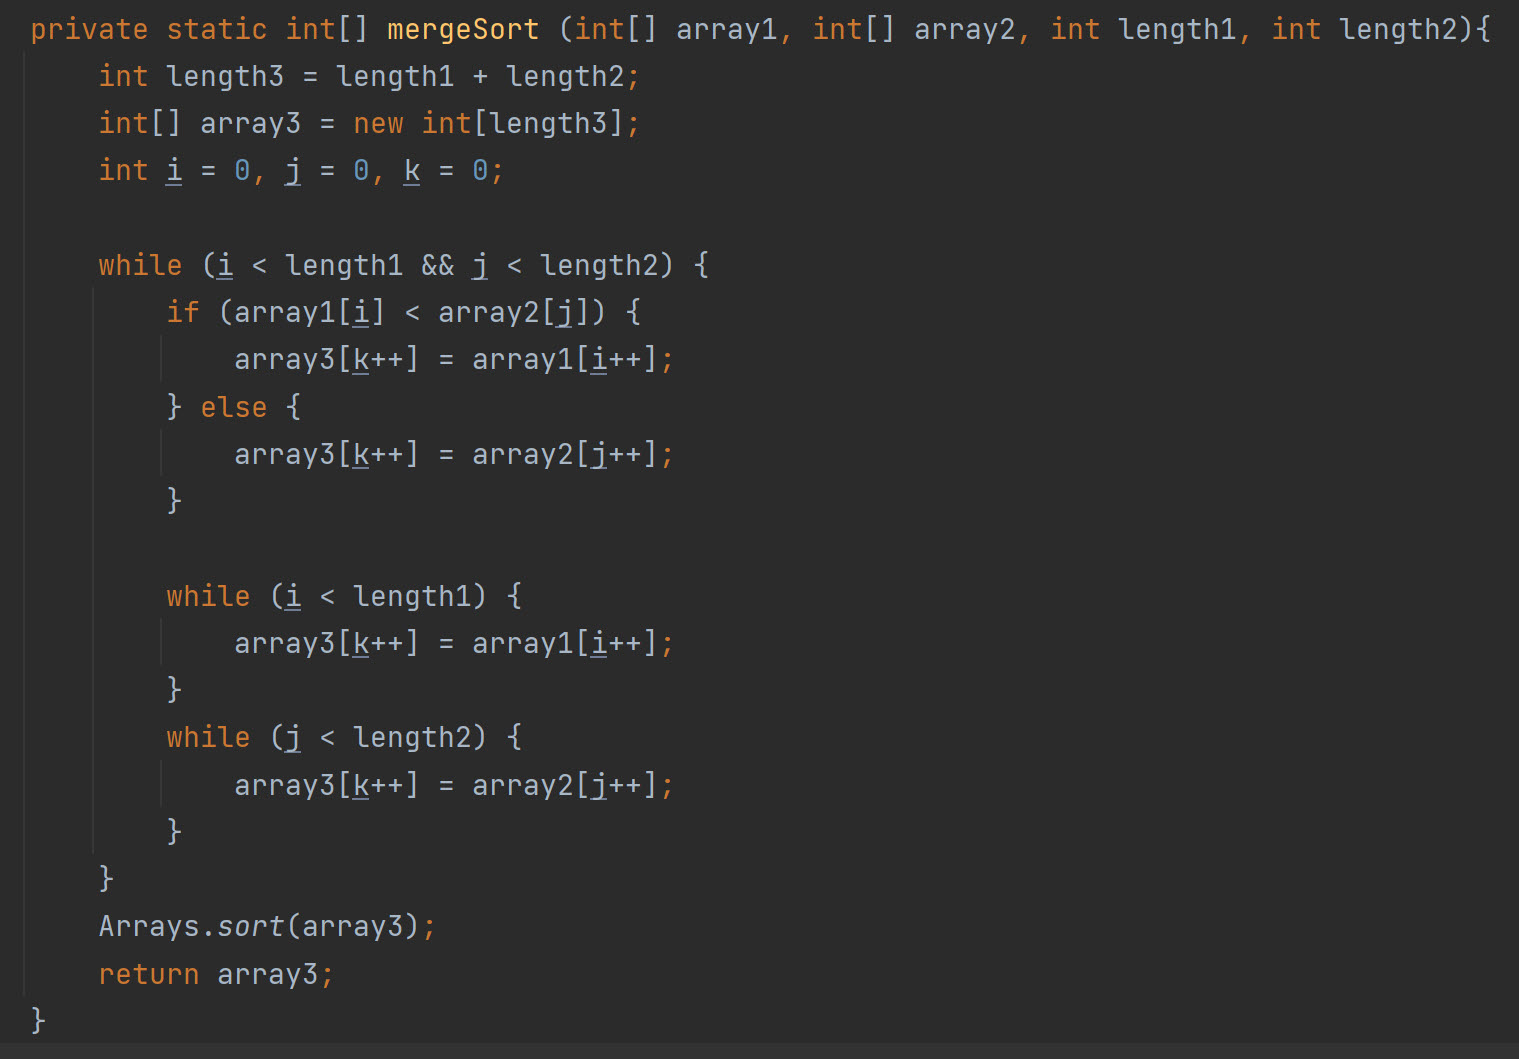 private static int[] mergeSort (int[] array1, int[] array2, int length1, int length2){
    int length3 = length1 + length2;
    int[] array3 = new int[length3];
    int i = 0, j = 0, k = 0;

    while (i < length1 && j < length2) {
        if (array1[i] < array2[j]) {
            array3[k++] = array1[i++];
        } else {
            array3[k++] = array2[j++];
        }

        while (i < length1) {
            array3[k++] = array1[i++];
        }
        while (j < length2) {
            array3[k++] = array2[j++];
        }
    }
    Arrays.sort(array3);
    return array3;
}